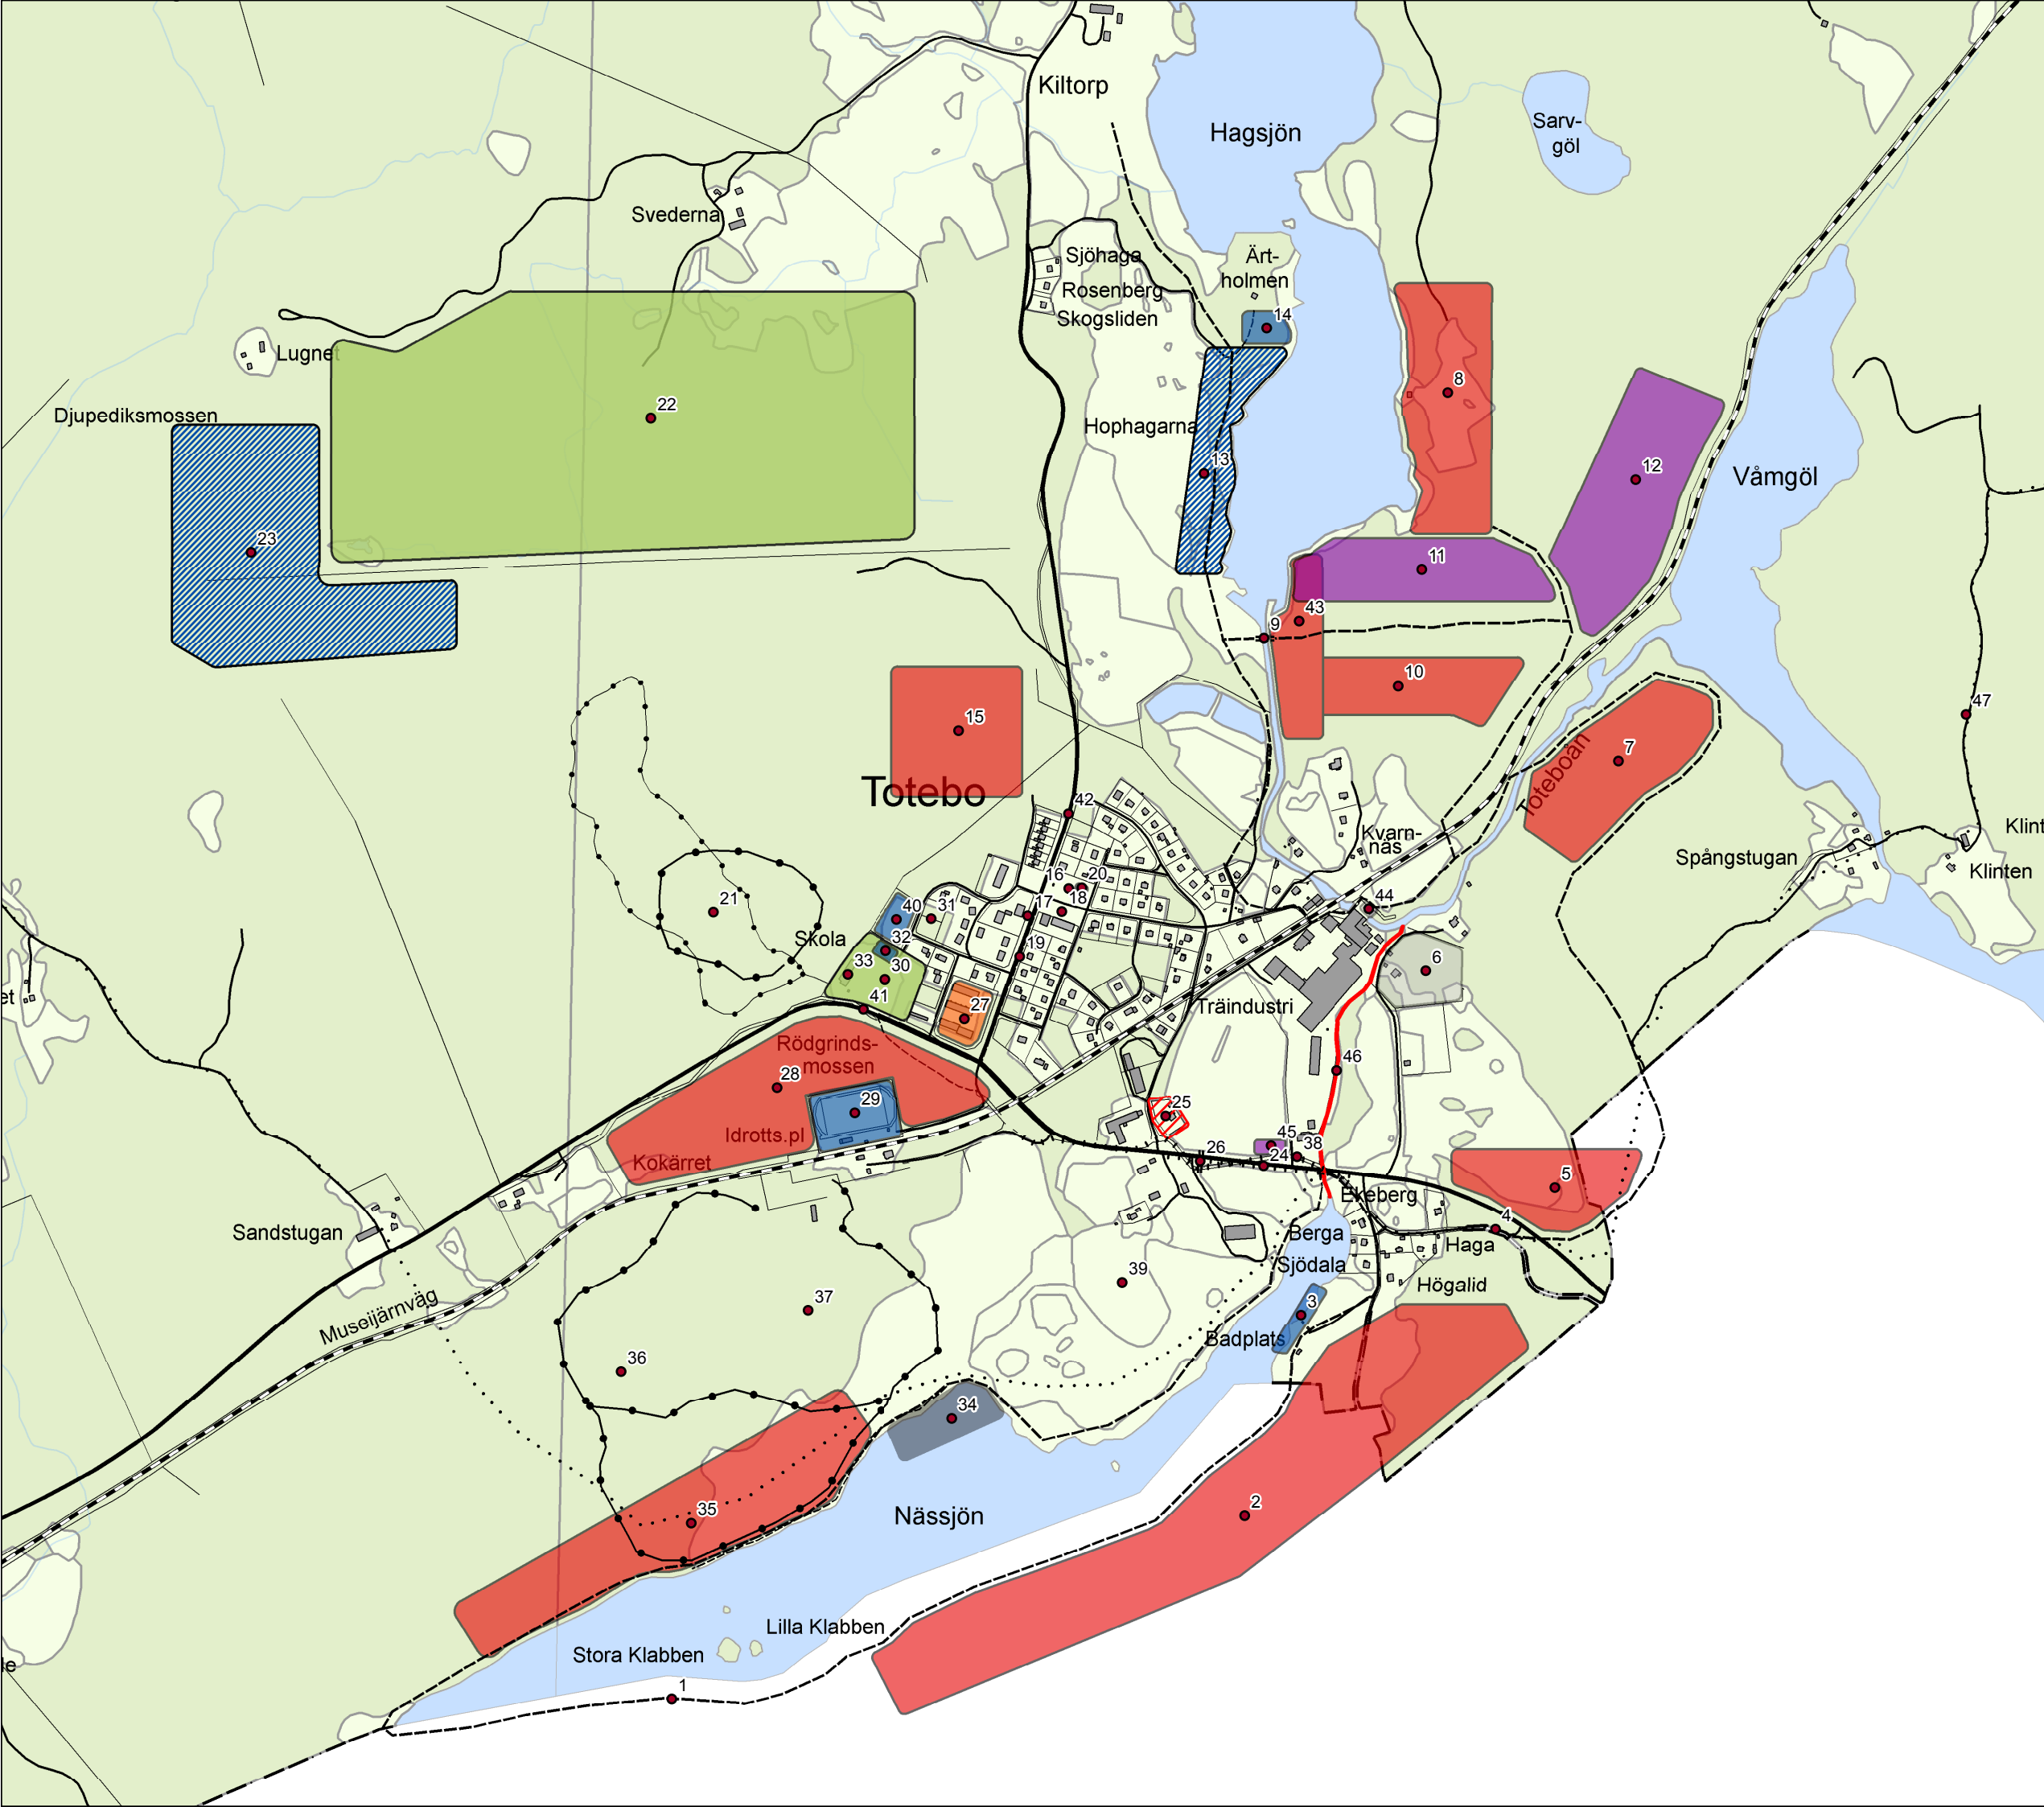 Kiltorp
Hagsjön
Sarv-
göl
Svederna
Sjöhaga
Ärt-
holmen
Rosenberg
Skogsliden
14
Lugnet
8
22
Djupediksmossen
Hophagarna
13
12
Våmgöl
23
11
43
9
10
47
15
7
Toteboån
Totebo
42
Kvarn-
näs
Klint
Spångstugan
Klinten
16
20
21
40
31
17
18
44
Skola
32
19
33
30
6
et
41
27
Träindustri
Rödgrinds-
mossen
28
46
29
25
Idrotts.pl
45
38
26
24
Kokärret
5
Ekeberg
4
Sandstugan
Berga
Haga
Sjödala
39
Högalid
Museijärnväg
37
3
Badplats
36
34
35
Nässjön
2
Lilla Klabben
Stora Klabben
le
1